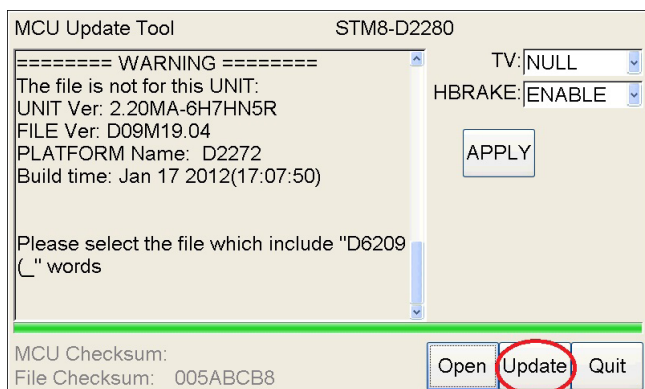 MCU Update Tool STM8-D2280
======== WARNING ========
The file is not for this UNIT:
UNIT Ver: 2.20MA-6H7HN5R
FILE Ver: D09M19.04
PLATFORM Name: D2272
Build time: Jan 17 2012(17:07:50)
Please select the file which include "D6209
(_" words
TV: NULL
HBRAKE: ENABLE
APPLY
MCU Checksum:
File Checksum: 005ABCB8
Open Update Quit